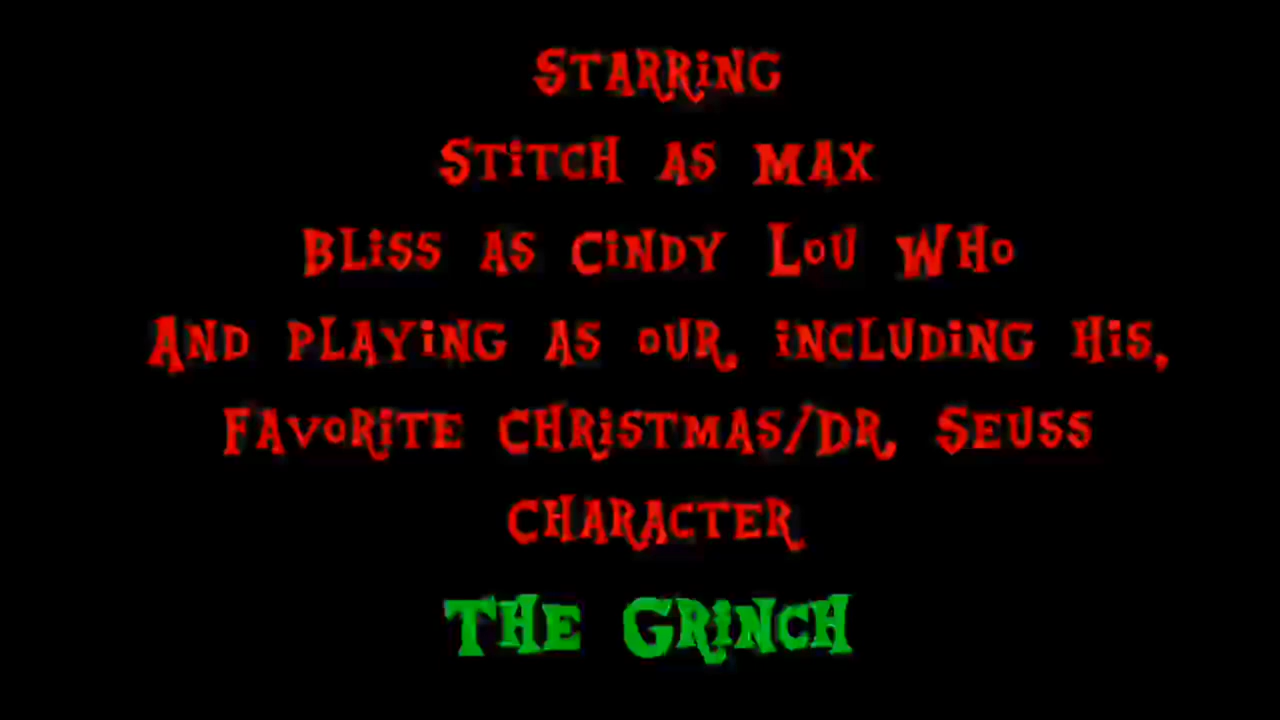 Starring
Stitch as Max
Bliss as Cindy Lou Who
And playing as our, including his,
Favorite Christmas/Dr. Seuss
character
The Grinch